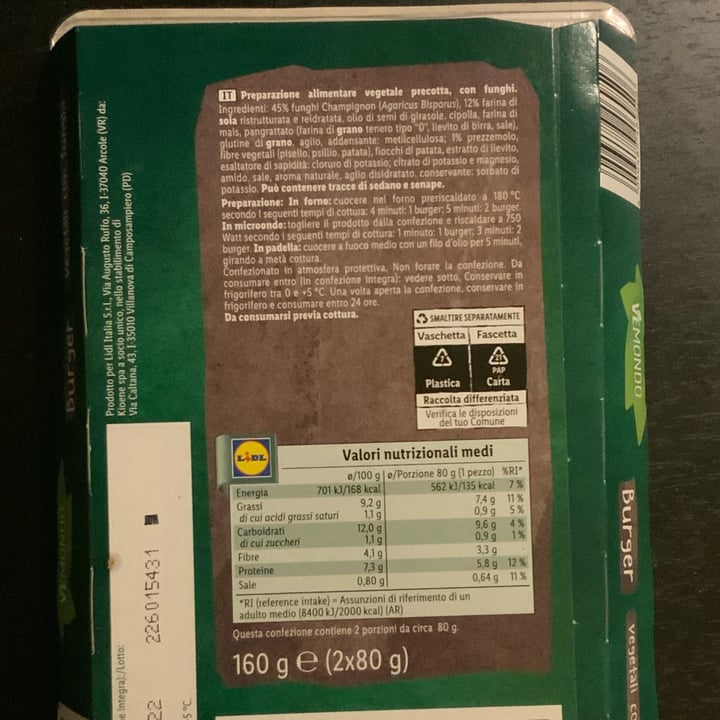 IT Preparazione alimentare vegetale precotta, con funghi.
Ingredienti: 45% funghi Champignon (Agaricus Bisporus), 12% farina di
soia ristrutturata e reidratata, olio di semi di girasole, cipolla, farina di
mais, pangrattato (farina di grano tenero tipo "0", lievito di birra, sale),
glutine di grano, aglio, addensante: metilcellulosa; 1% prezzemolo,
fibre vegetali (pisello, psillio, patata), fiocchi di patata, estratto di lievito,
esaltatore di sapidità: cloruro di potassio; citrato di potassio e magnesio,
amido, sale, aroma naturale, aglio disidratato, conservante: sorbato di
potassio. Può contenere tracce di sedano e senape.
Preparazione: In forno: cuocere nel forno preriscaldato a 180 °C
secondo i seguenti tempi di cottura: 4 minuti: 1 burger; 5 minuti: 2 burger.
In microonde: togliere il prodotto dalla confezione e riscaldare a 750
Watt secondo i seguenti tempi di cottura: 1 minuto: 1 burger; 3 minuti: 2
burger. In padella: cuocere a fuoco medio con un filo d'olio per 5 minuti,
girando a metà cottura.
Confezionato in atmosfera protettiva. Non forare la confezione. Da
consumare entro (in confezione integra): vedere sotto. Conservare in
frigorifero tra 0 e +5 °C. Una volta aperta la confezione, conservare in
frigorifero e consumare entro 24 ore.
Da consumarsi previa cottura.
SMALTIRE SEPARATAMENTE
Vaschetta Fascetta
7 21
PAP
Plastica Carta
Raccolta differenziata
Verifica le disposizioni
del tuo Comune
LIDL
Valori nutrizionali medi
ø/100 g ø/Porzione 80 g (1 pezzo) %RI*
Energia 701 kJ/168 kcal 562 kJ/135 kcal 7 %
Grassi 9,2 g 7,4 g 11 %
di cui acidi grassi saturi 1,1 g 0,9 g 5 %
Carboidrati 12,0 g 9,6 g 4 %
di cui zuccheri 1,1 g 0,9 g 1 %
Fibre 4,1 g 3,3 g
Proteine 7,3 g 5,8 g 12 %
Sale 0,80 g 0,64 g 11 %
*RI (reference intake) = Assunzioni di riferimento di un
adulto medio (8400 kJ/2000 kcal) (AR)
Questa confezione contiene 2 porzioni da circa 80 g.
160 g e (2x80 g)
Prodotto per Lidl Italia S.r.l., Via Augusto Ruffo, 36, I-37040 Arcole (VR) da:
Kioene spa a socio unico, nello stabilimento di
Via Caltana, 43, I-35010 Villanova di Camposampiero (PD)
e integra):/Lotto:
22 226015431
5 °C.
VEMONDO
Burger
vegetali co
Burger vegetali con funghi
VEMONDO